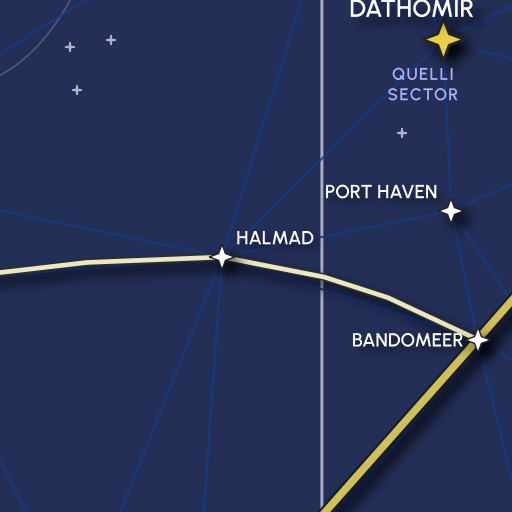 DATHOMIR
QUELLI
SECTOR
PORT HAVEN
HALMAD
BANDOMEER